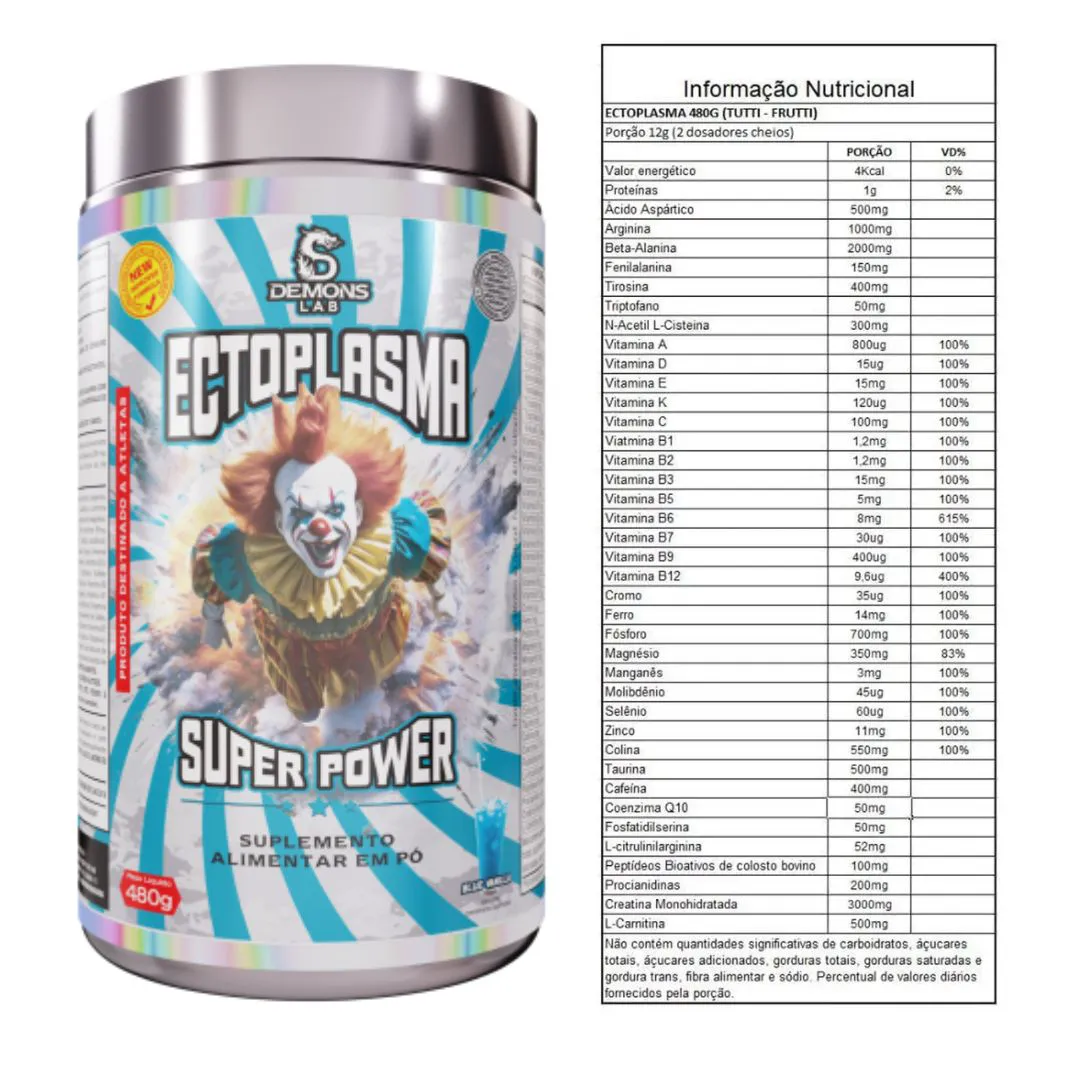 NEW
DEMONS
LAB
ECTOPLASMA
PRODUTO DESTINADO A ATLETAS
SUPER POWER
SUPLEMENTO
ALIMENTAR EM PÓ
Peso Líquido
480g
Informação Nutricional
ECTOPLASMA 480G (TUTTI - FRUTTI)
Porção 12g (2 dosadores cheios)
PORÇÃO VD%
Valor energético 4Kcal 0%
Proteínas 1g 2%
Ácido Aspártico 500mg
Arginina 1000mg
Beta-Alanina 2000mg
Fenilalanina 150mg
Tirosina 400mg
Triptofano 50mg
N-Acetil L-Cisteina 300mg
Vitamina A 800ug 100%
Vitamina D 15ug 100%
Vitamina E 15mg 100%
Vitamina K 120ug 100%
Vitamina C 100mg 100%
Viatmina B1 1,2mg 100%
Vitamina B2 1,2mg 100%
Vitamina B3 15mg 100%
Vitamina B5 5mg 100%
Vitamina B6 8mg 615%
Vitamina B7 30ug 100%
Vitamina B9 400ug 100%
Vitamina B12 9,6ug 400%
Cromo 35ug 100%
Ferro 14mg 100%
Fósforo 700mg 100%
Magnésio 350mg 83%
Manganês 3mg 100%
Molibdênio 45ug 100%
Selênio 60ug 100%
Zinco 11mg 100%
Colina 550mg 100%
Taurina 500mg
Cafeína 400mg
Coenzima Q10 50mg
Fosfatidilserina 50mg
L-citrulinilarginina 52mg
Peptídeos Bioativos de colosto bovino 100mg
Procianidinas 200mg
Creatina Monohidratada 3000mg
L-Carnitina 500mg
Não contém quantidades significativas de carboidratos, áçucares
totais, áçucares adicionados, gorduras totais, gorduras saturadas e
gordura trans, fibra alimentar e sódio. Percentual de valores diários
fornecidos pela porção.